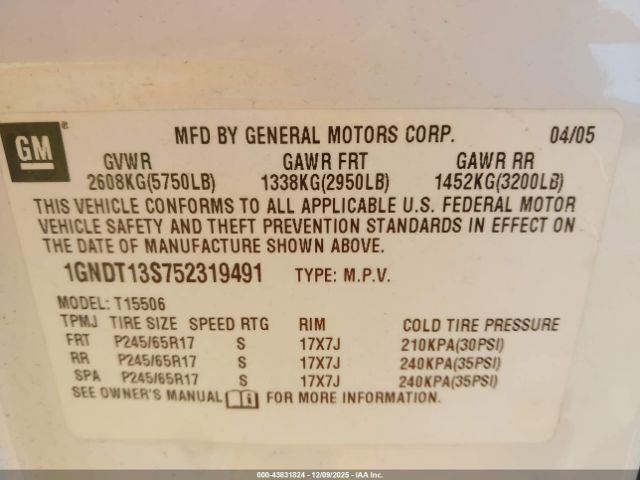 GM ®
MFD BY GENERAL MOTORS CORP. 04/05
GVWR GAWR FRT GAWR RR
2608KG(5750LB) 1338KG(2950LB) 1452KG(3200LB)
THIS VEHICLE CONFORMS TO ALL APPLICABLE U.S. FEDERAL MOTOR
VEHICLE SAFETY AND THEFT PREVENTION STANDARDS IN EFFECT ON
THE DATE OF MANUFACTURE SHOWN ABOVE.
1GNDT13S752319491 TYPE: M.P.V.
MODEL: T15506
TPMJ TIRE SIZE SPEED RTG RIM COLD TIRE PRESSURE
FRT P245/65R17 S 17X7J 210KPA(30PSI)
RR P245/65R17 S 17X7J 240KPA(35PSI)
SPA P245/65R17 S 17X7J 240KPA(35PSI)
SEE OWNER'S MANUAL FOR MORE INFORMATION.
000-43831824 | 12/09/2025 | IAA Inc.